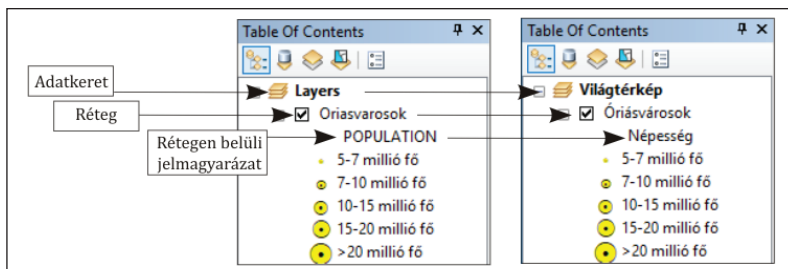 Table Of Contents
Table Of Contents
Adatkeret
Layers
Világtérkép
Réteg
Oriasvarosok
Óriásvárosok
Rétegen belüli
jelmagyarázat
POPULATION
Népesség
5-7 millió fő
5-7 millió fő
7-10 millió fő
7-10 millió fő
10-15 millió fő
10-15 millió fő
15-20 millió fő
15-20 millió fő
>20 millió fő
>20 millió fő